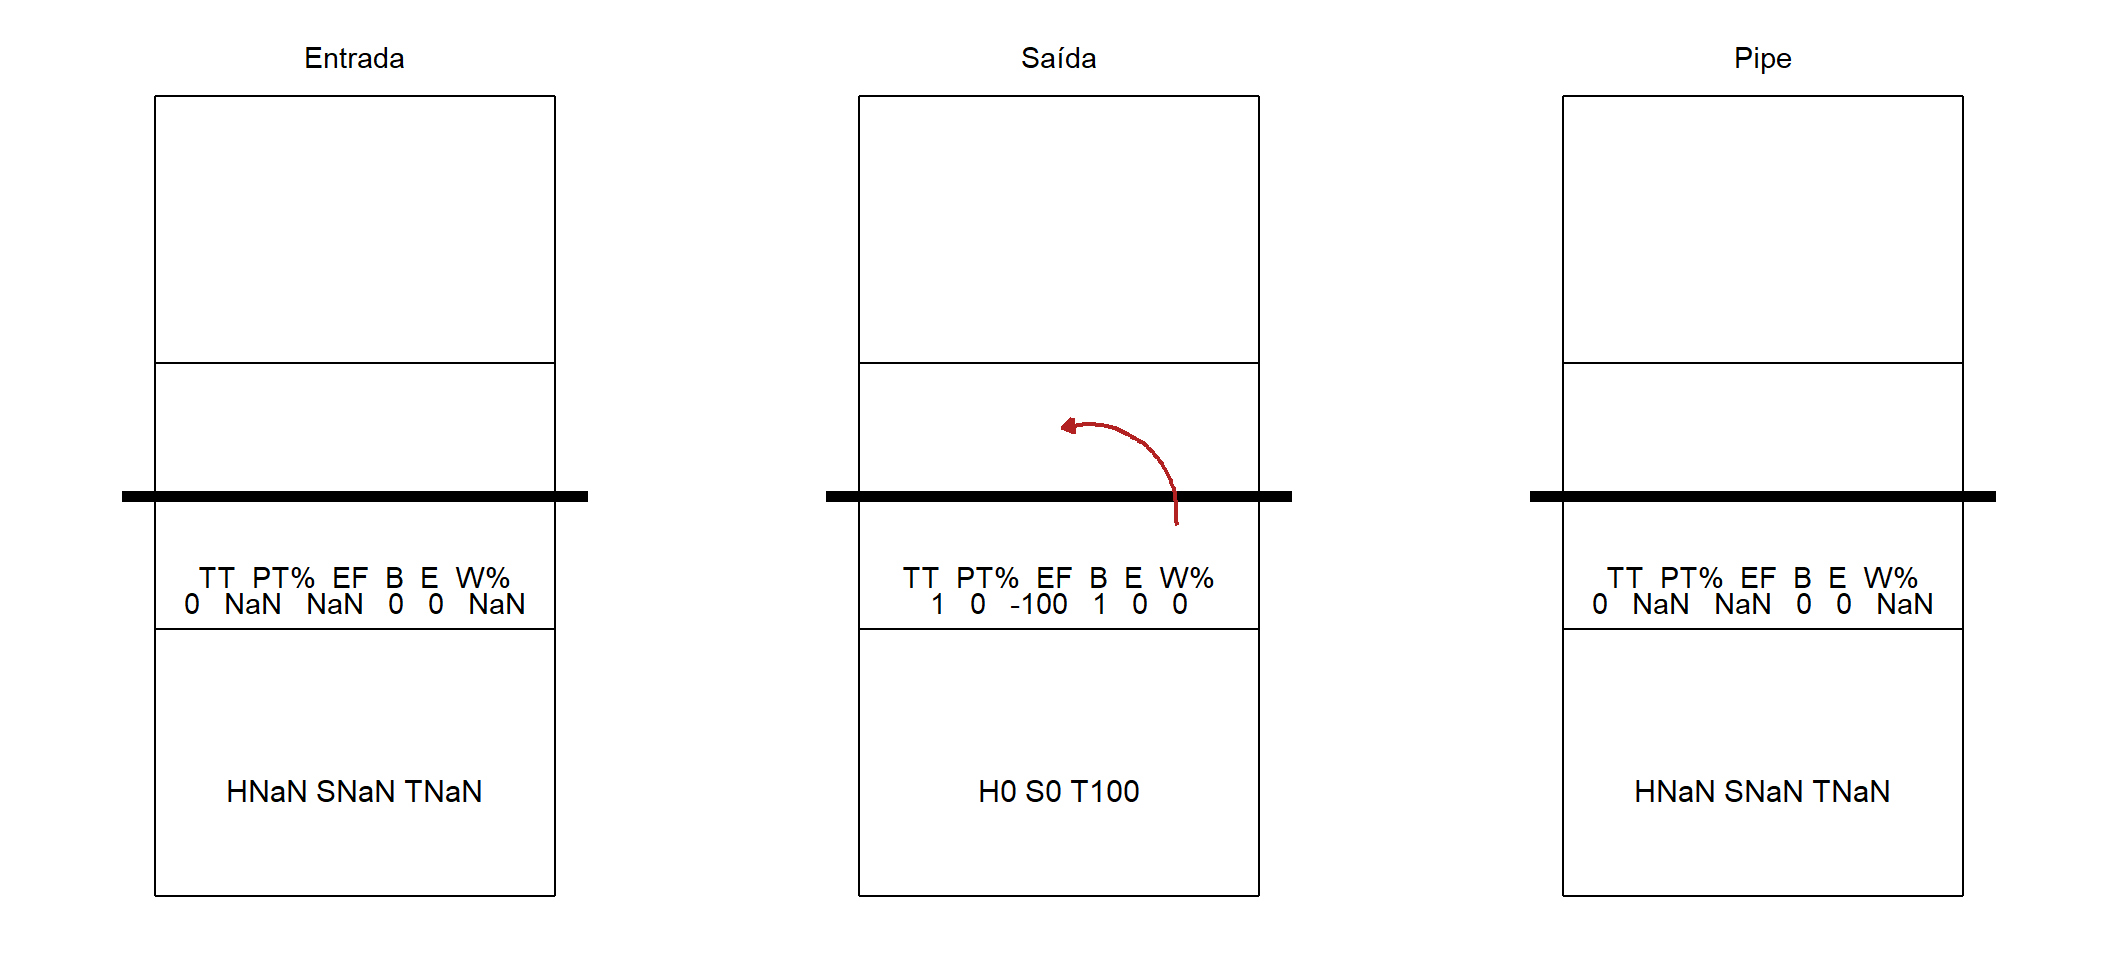 Entrada
Saída
Pipe
TT PT% EF B E W%
0 NaN NaN 0 0 NaN
TT PT% EF B E W%
1 0 -100 1 0 0
TT PT% EF B E W%
0 NaN NaN 0 0 NaN
HNaN SNaN TNaN
H0 S0 T100
HNaN SNaN TNaN